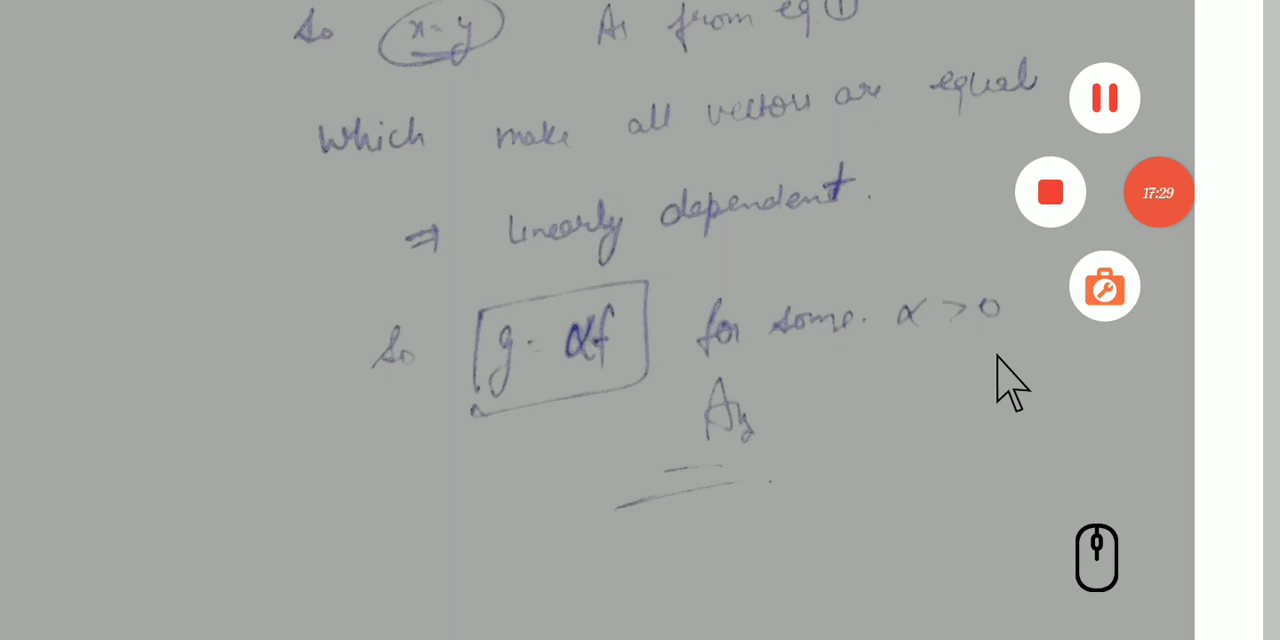 So x = y As from eq ①
Which make all vectors are equal
⇒ linearly dependent.
So g = αf for some. α > 0
Ans
17:29